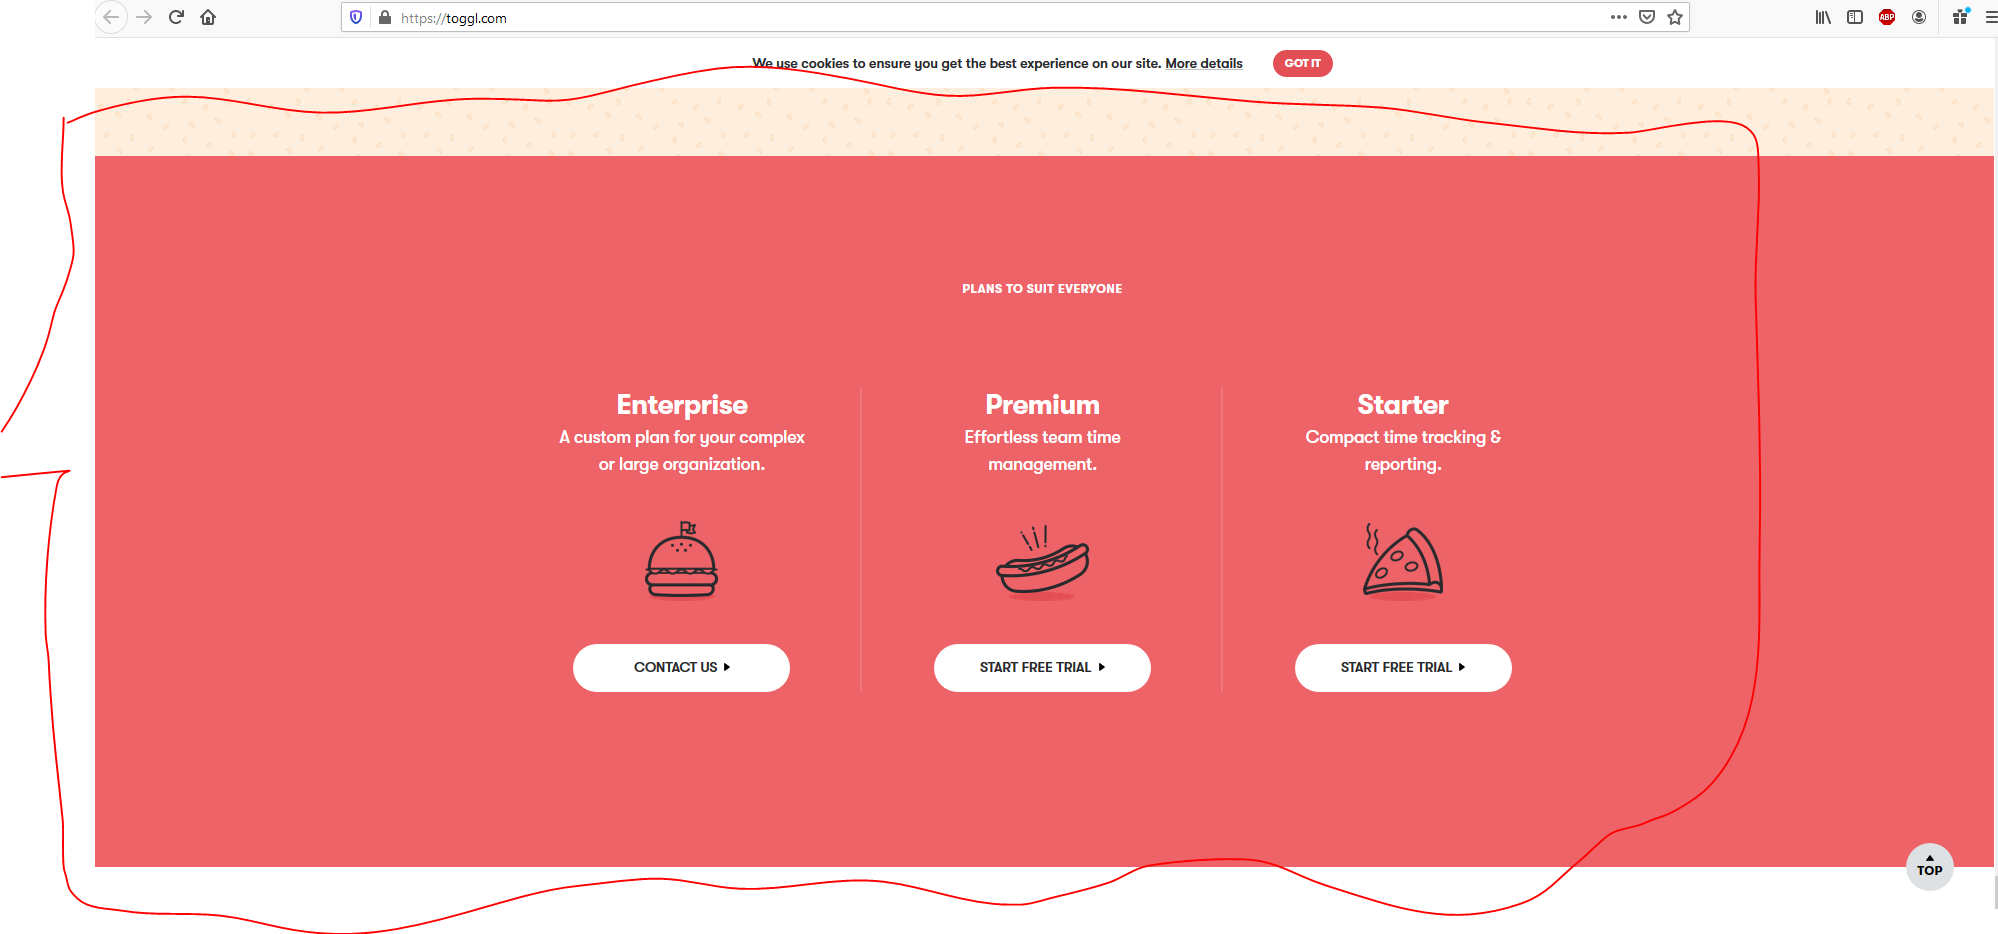 https://toggl.com
ABP
We use cookies to ensure you get the best experience on our site. More details
GOT IT
PLANS TO SUIT EVERYONE
Enterprise
A custom plan for your complex
or large organization.
CONTACT US
Premium
Effortless team time
management.
START FREE TRIAL
Starter
Compact time tracking &
reporting.
START FREE TRIAL
TOP